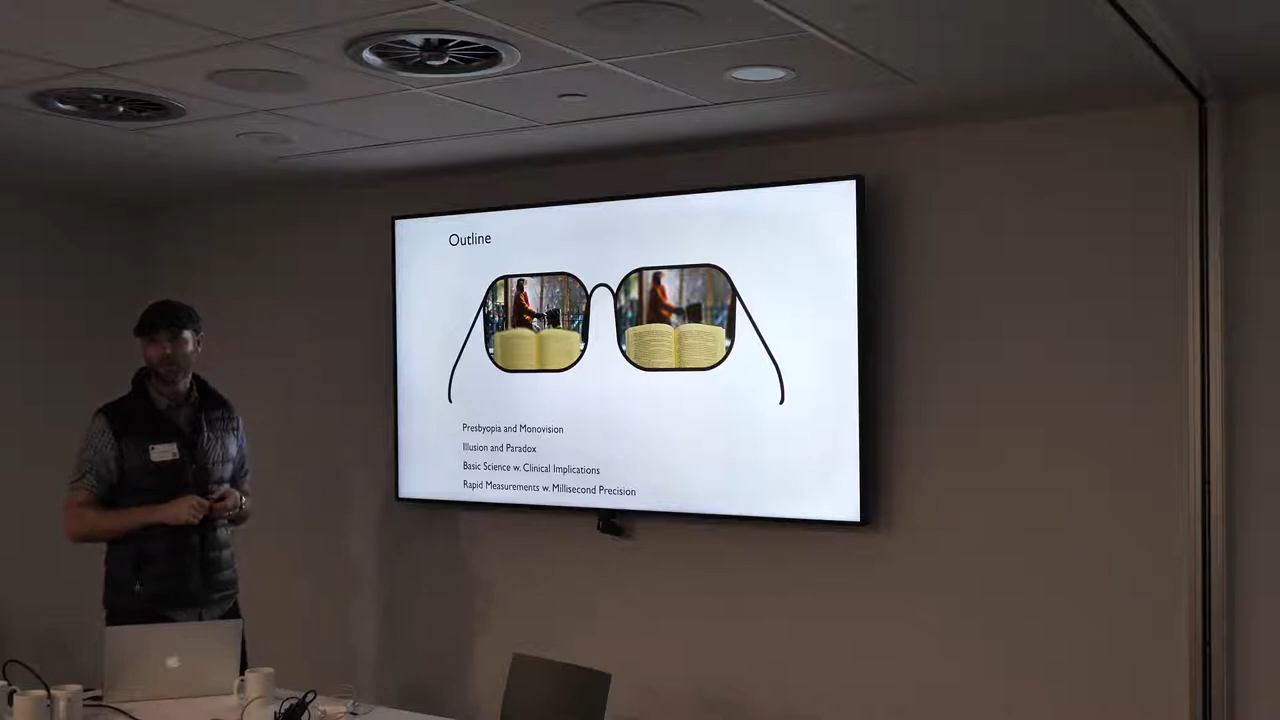 Outline
Presbyopia and Monovision
Illusion and Paradox
Basic Science w. Clinical Implications
Rapid Measurements w. Millisecond Precision